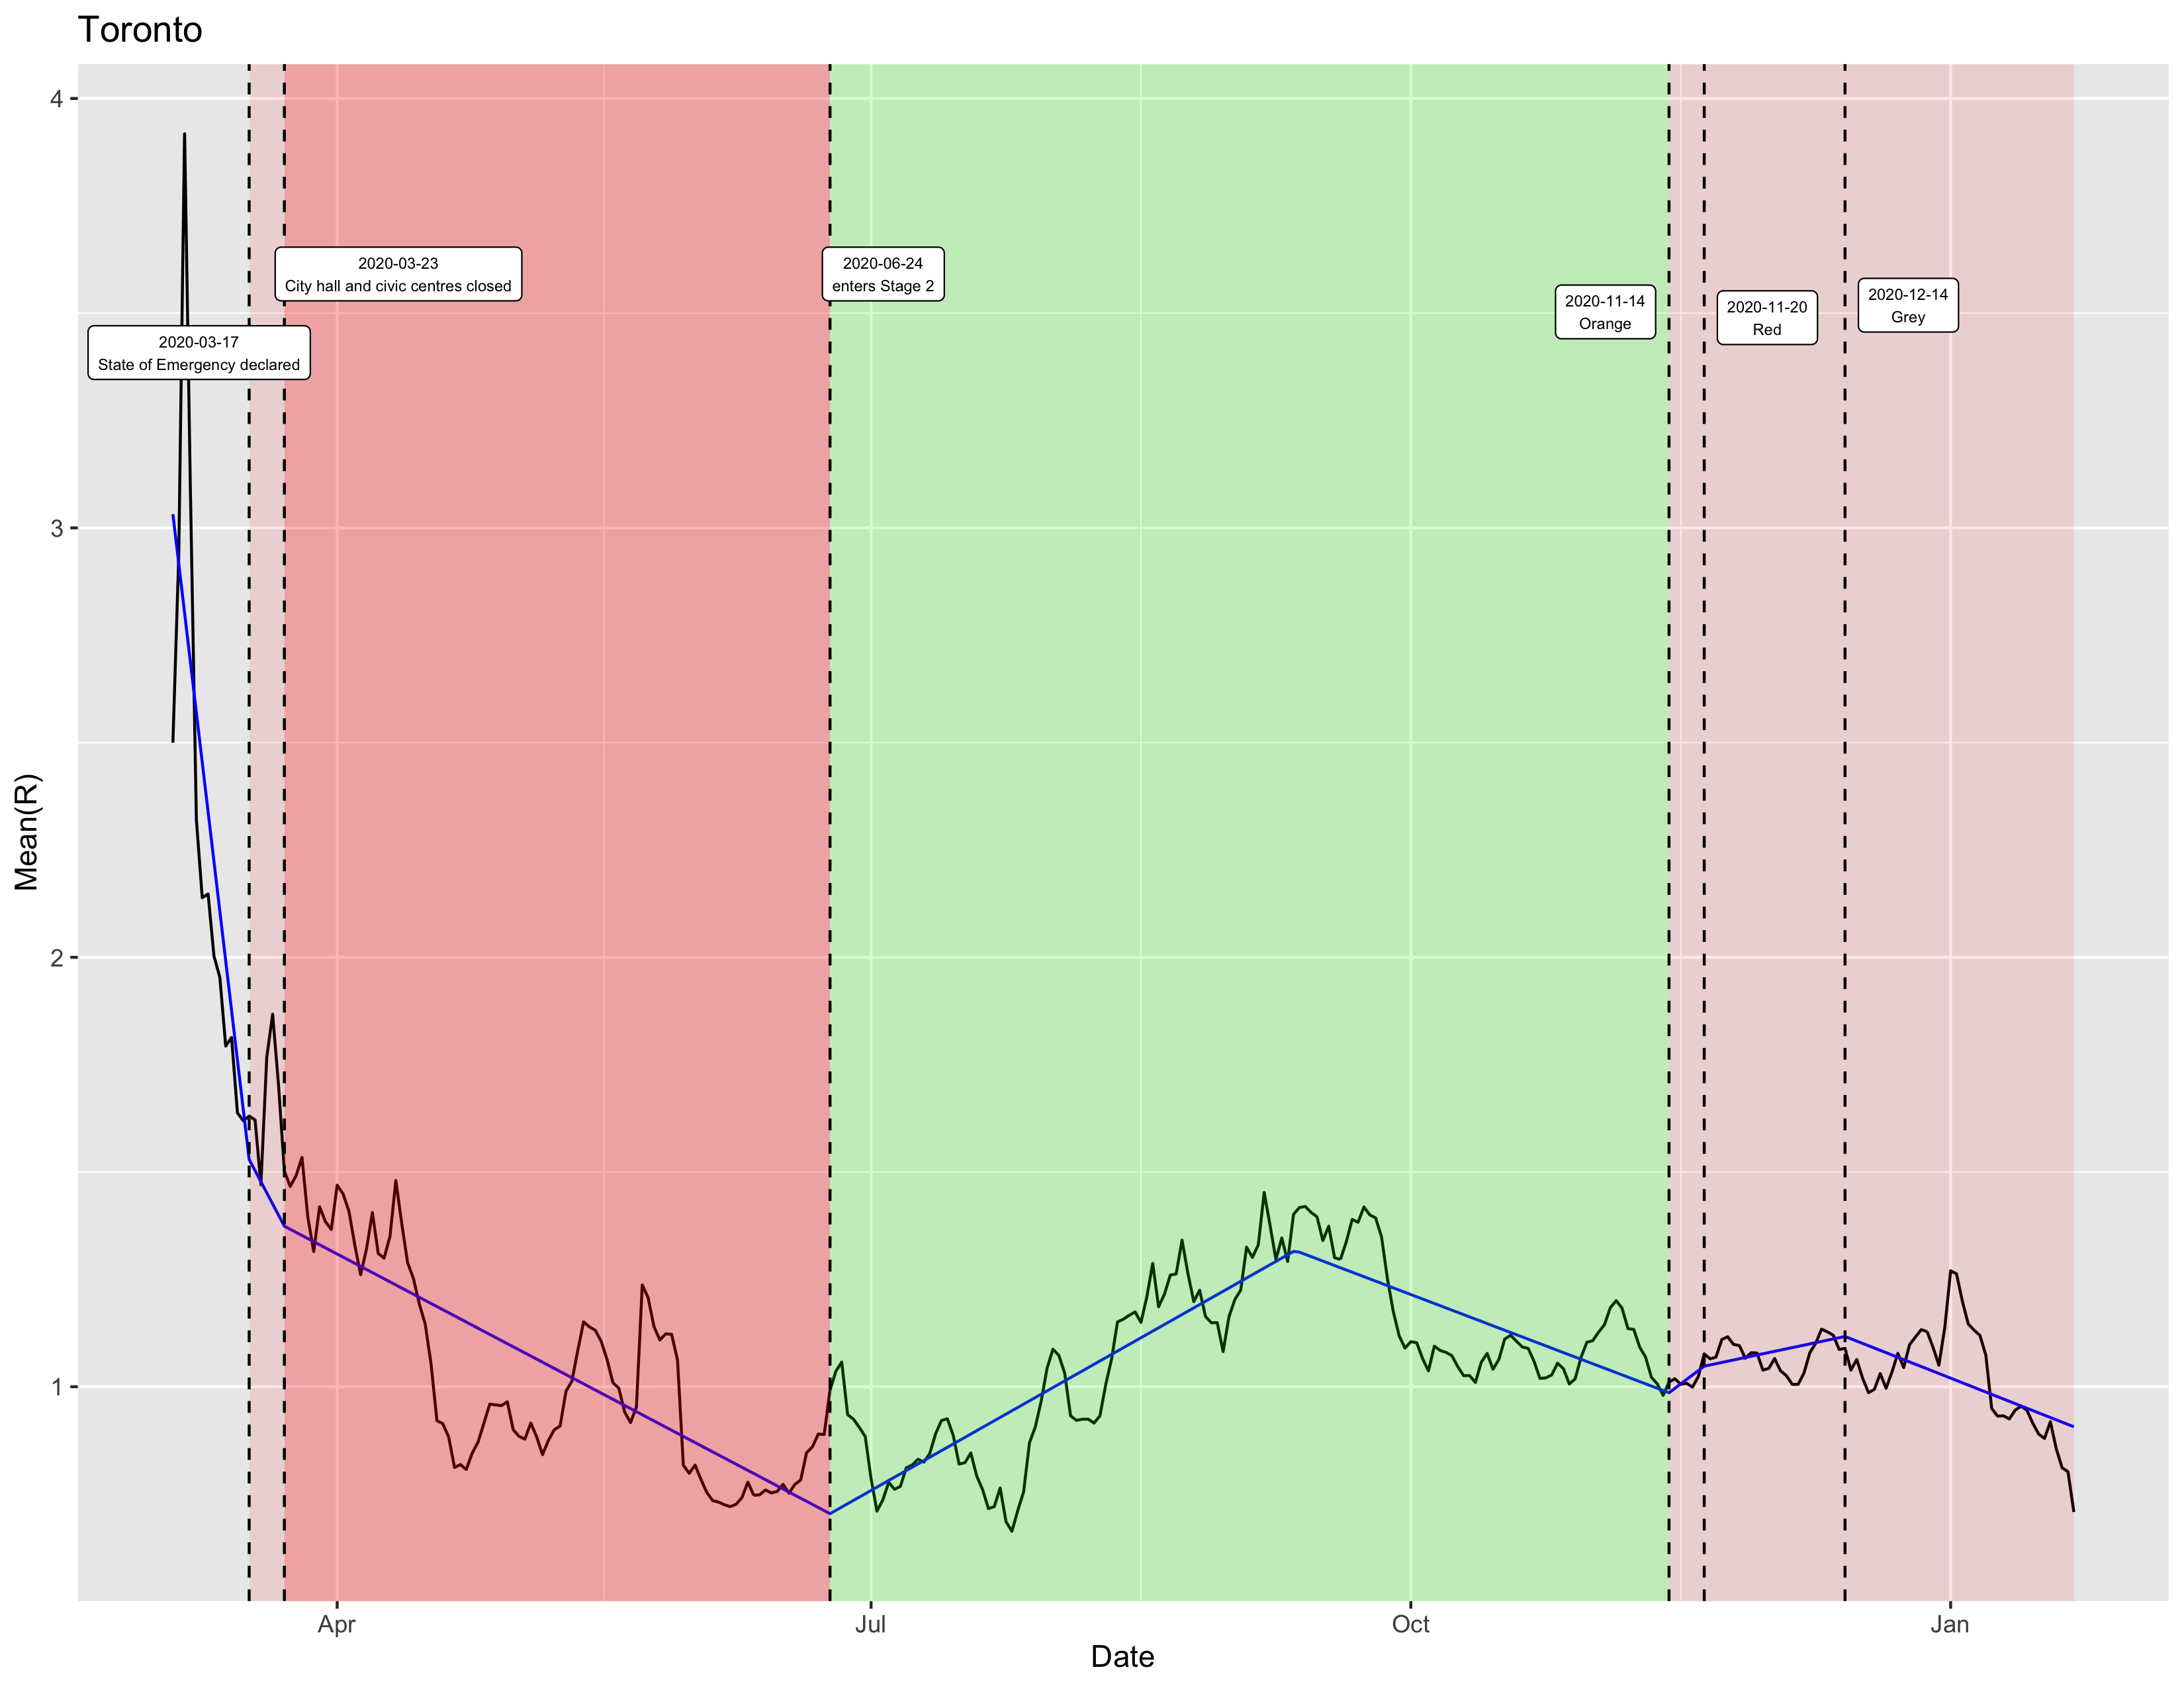 Toronto
4
3
2
1
Mean(R)
2020-03-17
State of Emergency declared
2020-03-23
City hall and civic centres closed
2020-06-24
enters Stage 2
2020-11-14
Orange
2020-11-20
Red
2020-12-14
Grey
Apr
Jul
Oct
Jan
Date